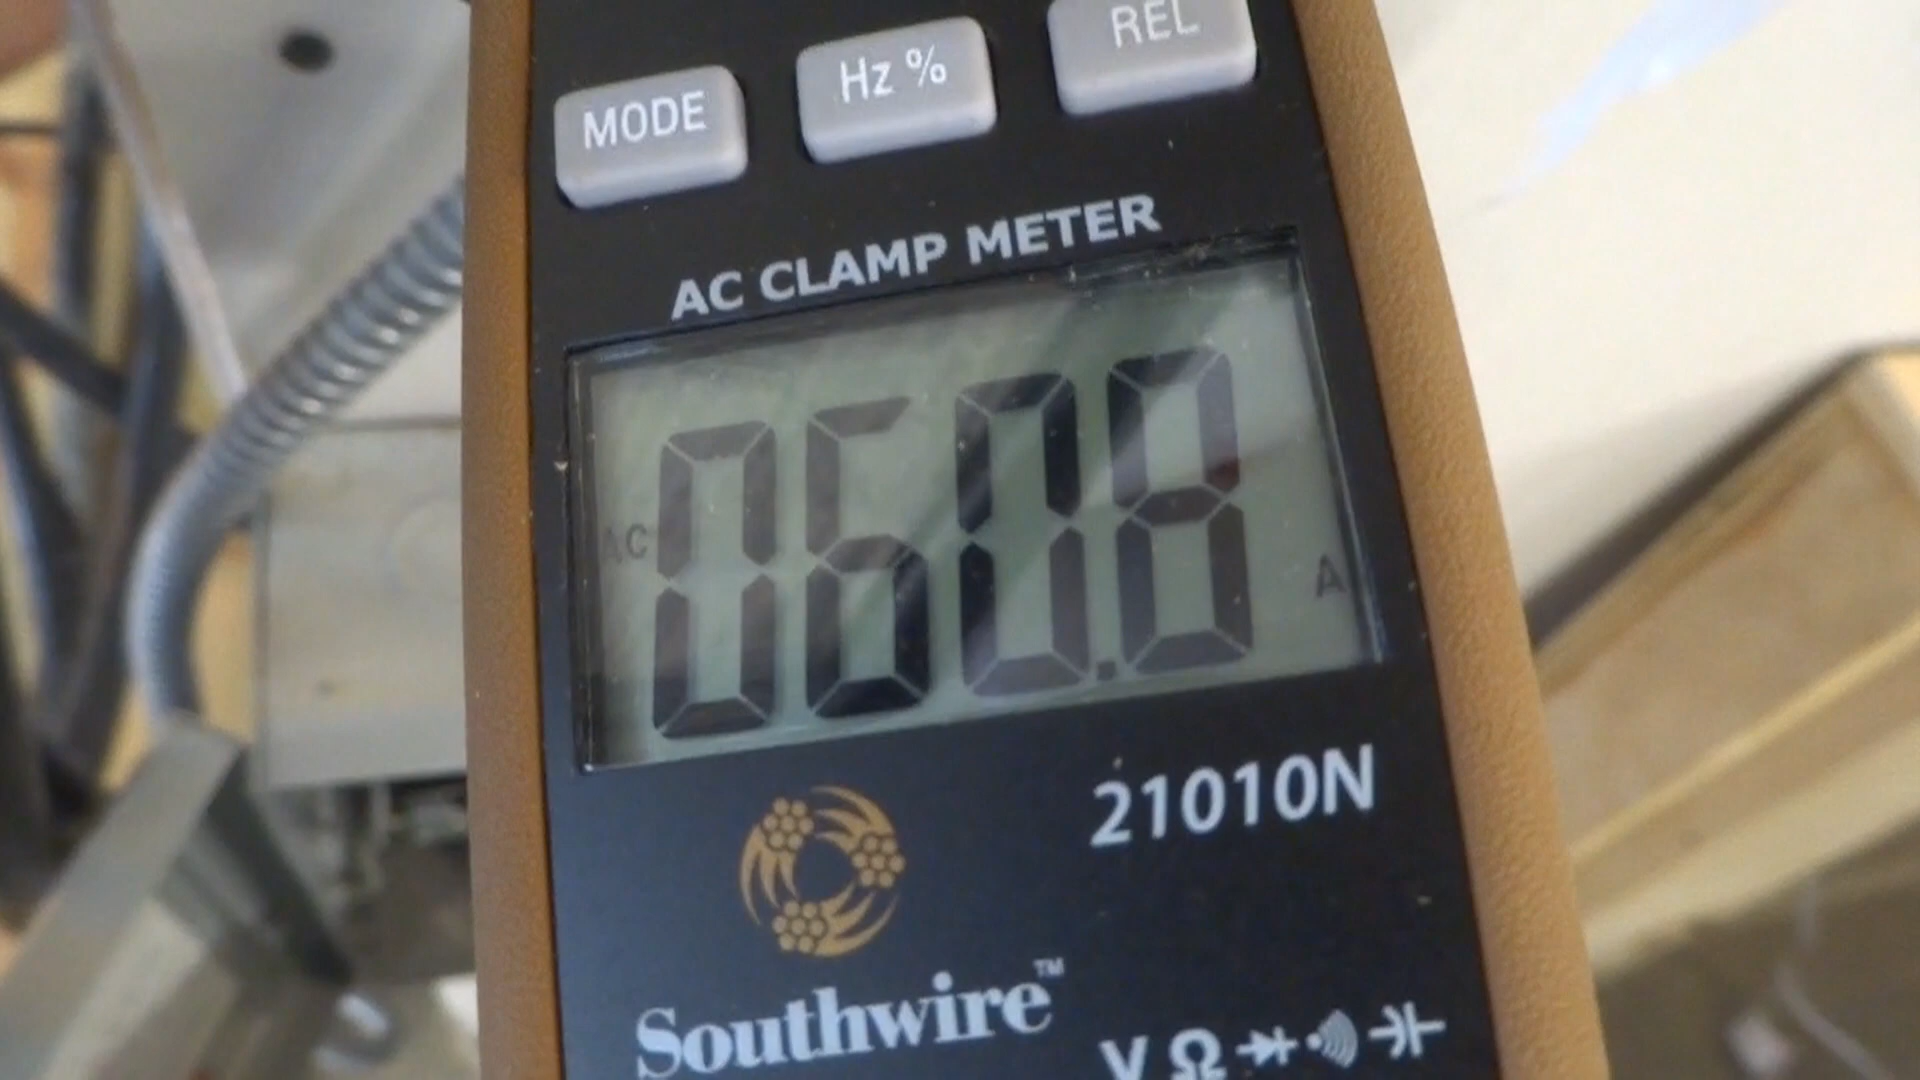 MODE
Hz %
REL
AC CLAMP METER
AC 060.8 A
21010N
Southwire™
V Ω